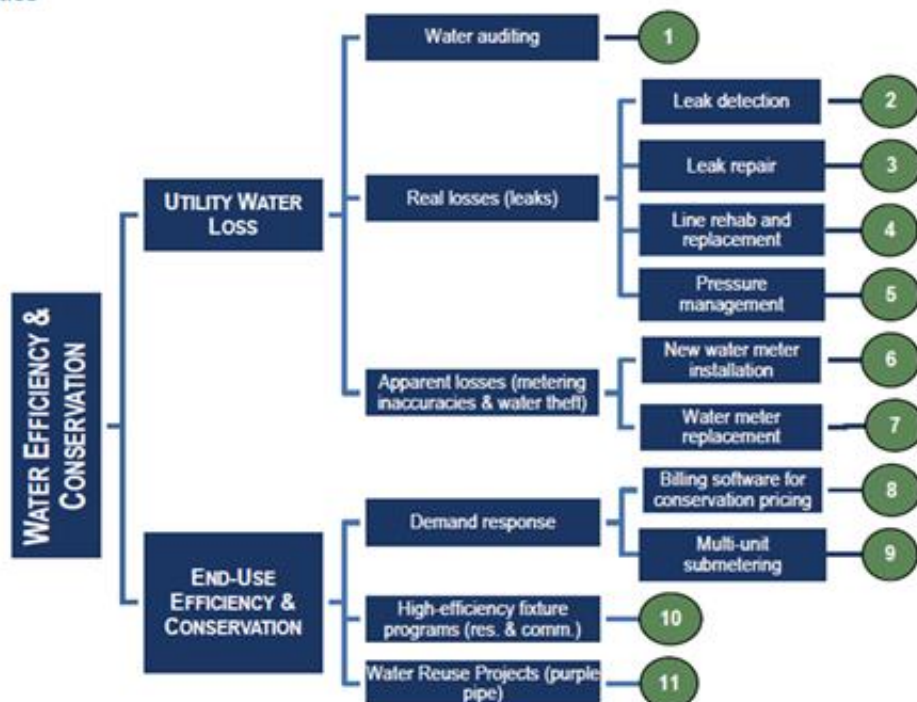 Water auditing
1
Leak detection
2
Leak repair
3
UTILITY WATER
LOSS
Real losses (leaks)
Line rehab and
replacement
4
Pressure
management
5
WATER EFFICIENCY &
CONSERVATION
New water meter
installation
6
Apparent losses (metering
inaccuracies & water theft)
Water meter
replacement
7
Billing software for
conservation pricing
8
Demand response
Multi-unit
submetering
9
END-USE
EFFICIENCY &
CONSERVATION
High-efficiency fixture
programs (res. & comm.)
10
Water Reuse Projects (purple
pipe)
11